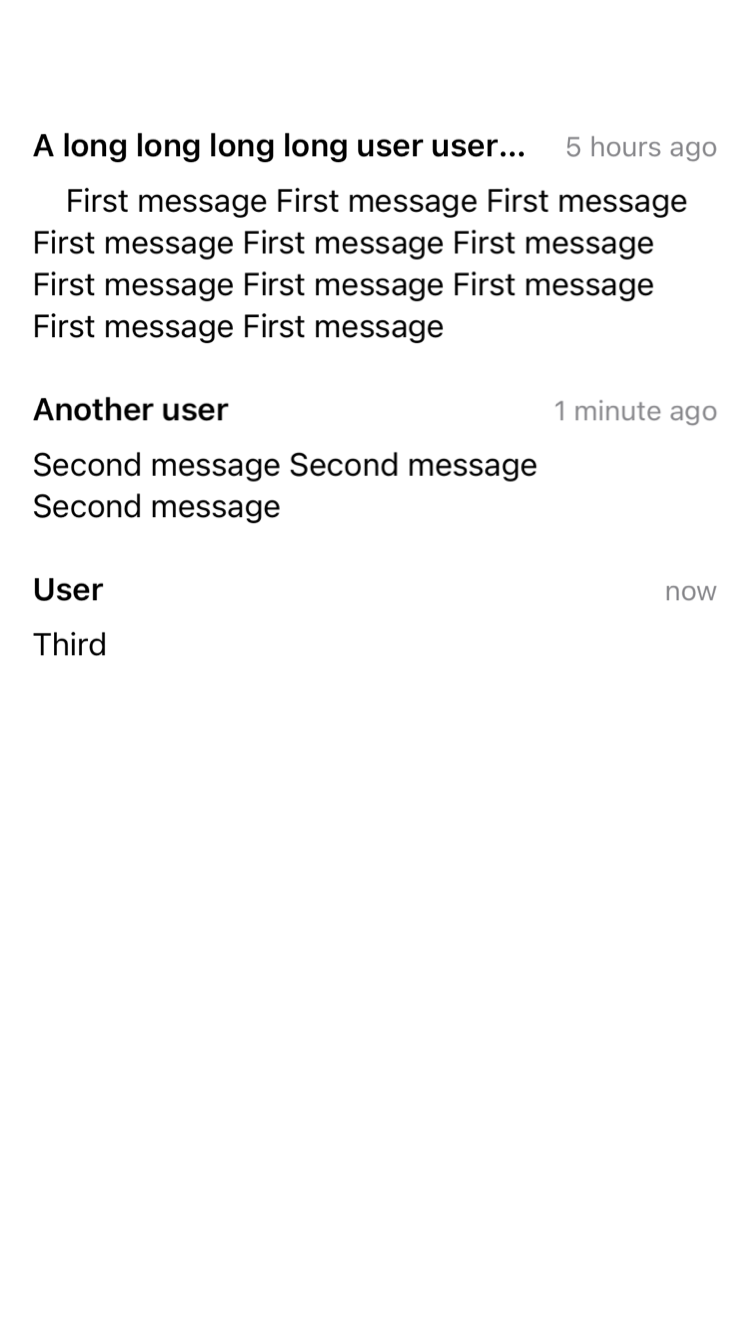 A long long long long user user... 5 hours ago
First message First message First message
First message First message First message
First message First message First message
First message First message
Another user 1 minute ago
Second message Second message
Second message
User now
Third